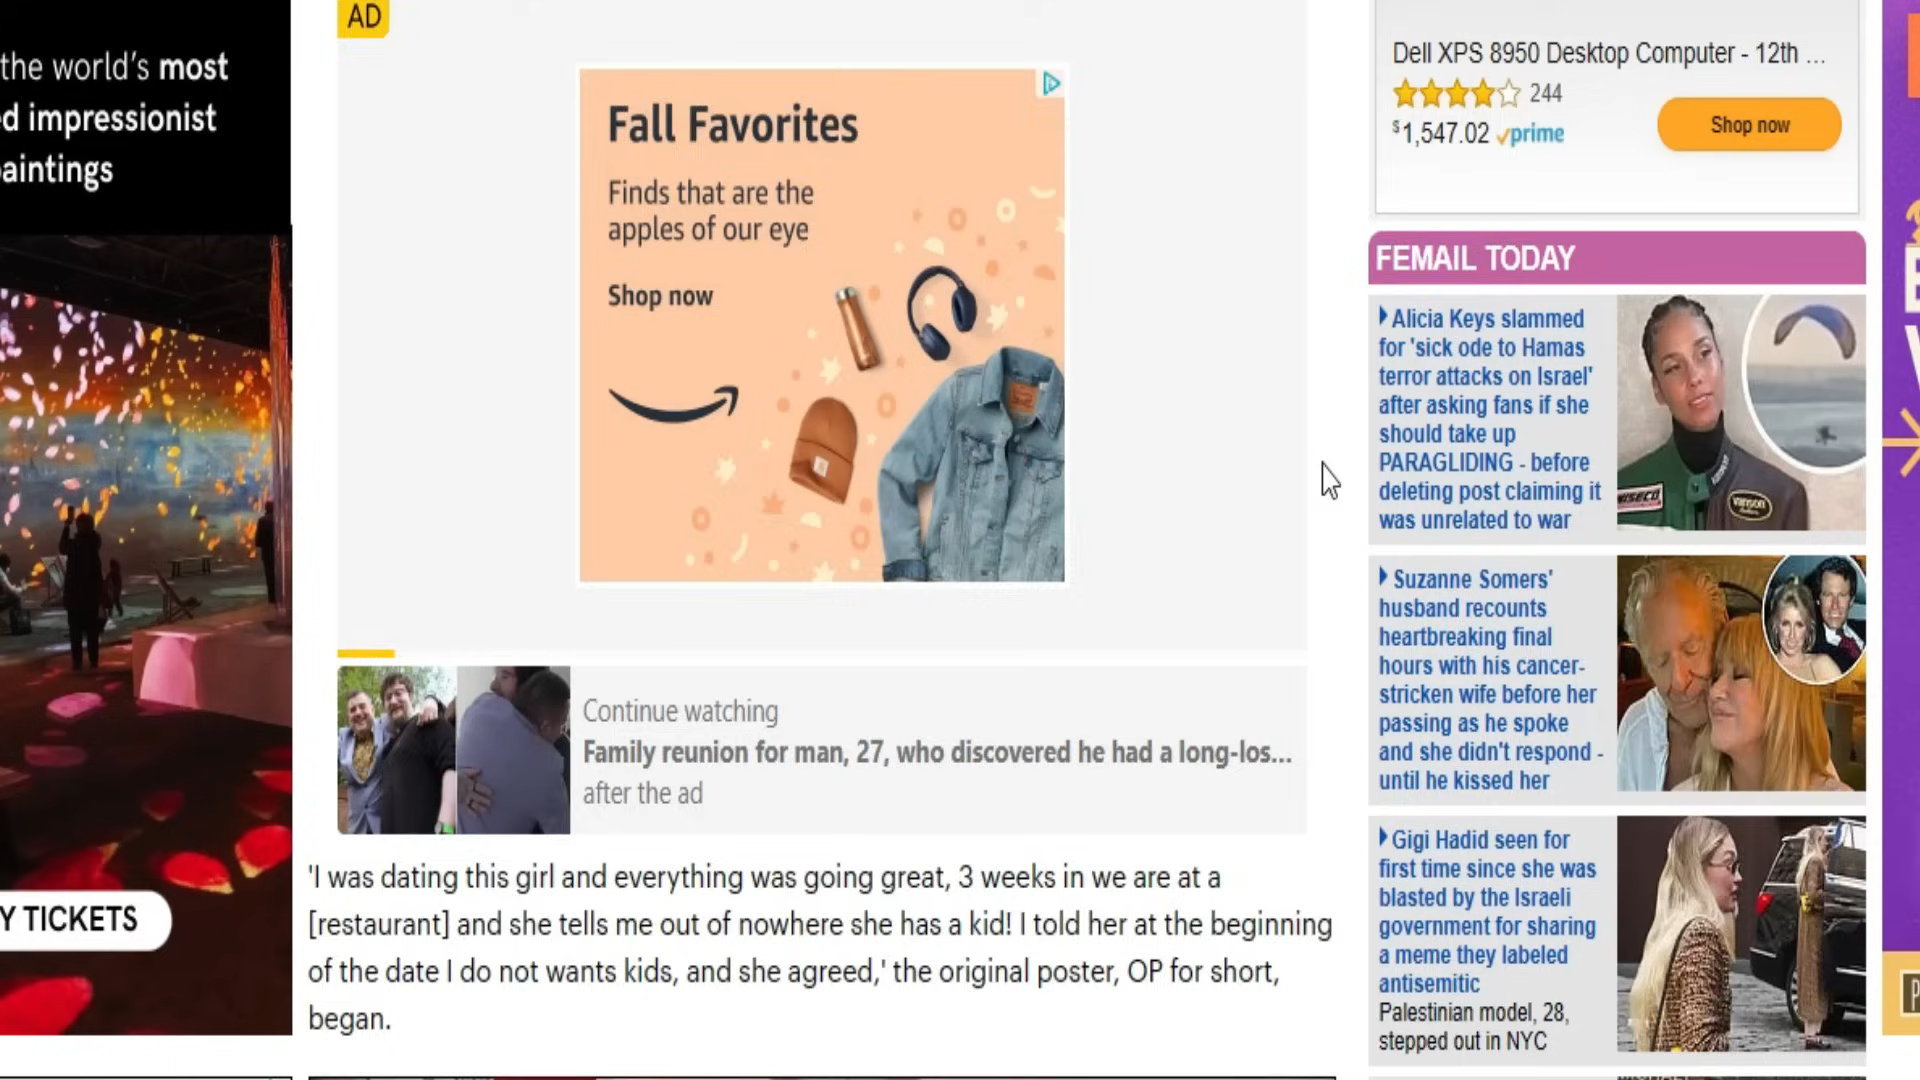 the world's most
d impressionist
aintings
Y TICKETS
AD
Fall Favorites
Finds that are the
apples of our eye
Shop now
Continue watching
Family reunion for man, 27, who discovered he had a long-los...
after the ad
'I was dating this girl and everything was going great, 3 weeks in we are at a
[restaurant] and she tells me out of nowhere she has a kid! I told her at the beginning
of the date I do not wants kids, and she agreed,' the original poster, OP for short,
began.
Dell XPS 8950 Desktop Computer - 12th ...
244
$1,547.02 prime
Shop now
FEMAIL TODAY
Alicia Keys slammed
for 'sick ode to Hamas
terror attacks on Israel'
after asking fans if she
should take up
PARAGLIDING - before
deleting post claiming it
was unrelated to war
Suzanne Somers'
husband recounts
heartbreaking final
hours with his cancer-
stricken wife before her
passing as he spoke
and she didn't respond -
until he kissed her
Gigi Hadid seen for
first time since she was
blasted by the Israeli
government for sharing
a meme they labeled
antisemitic
Palestinian model, 28,
stepped out in NYC